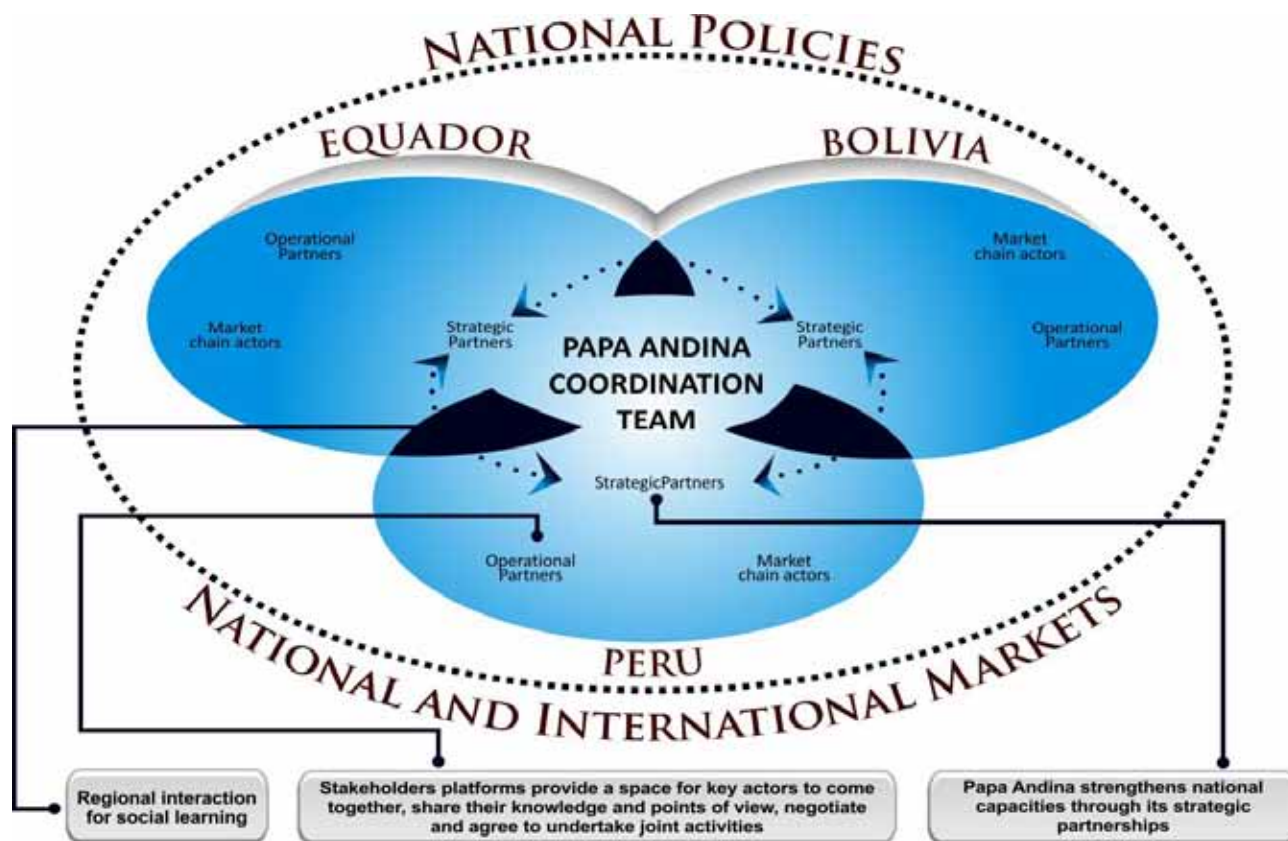 NATIONAL POLICIES
EQUADOR
BOLIVIA
Operational
Partners
Market
chain actors
Market
chain actors
Strategic
Partners
Strategic
Partners
Operational
Partners
PAPA ANDINA
COORDINATION
TEAM
StrategicPartners
Operational
Partners
Market
chain actors
PERU
NATIONAL AND INTERNATIONAL MARKETS
Regional interaction
for social learning
Stakeholders platforms provide a space for key actors to come
together, share their knowledge and points of view, negotiate
and agree to undertake joint activities
Papa Andina strengthens national
capacities through its strategic
partnerships